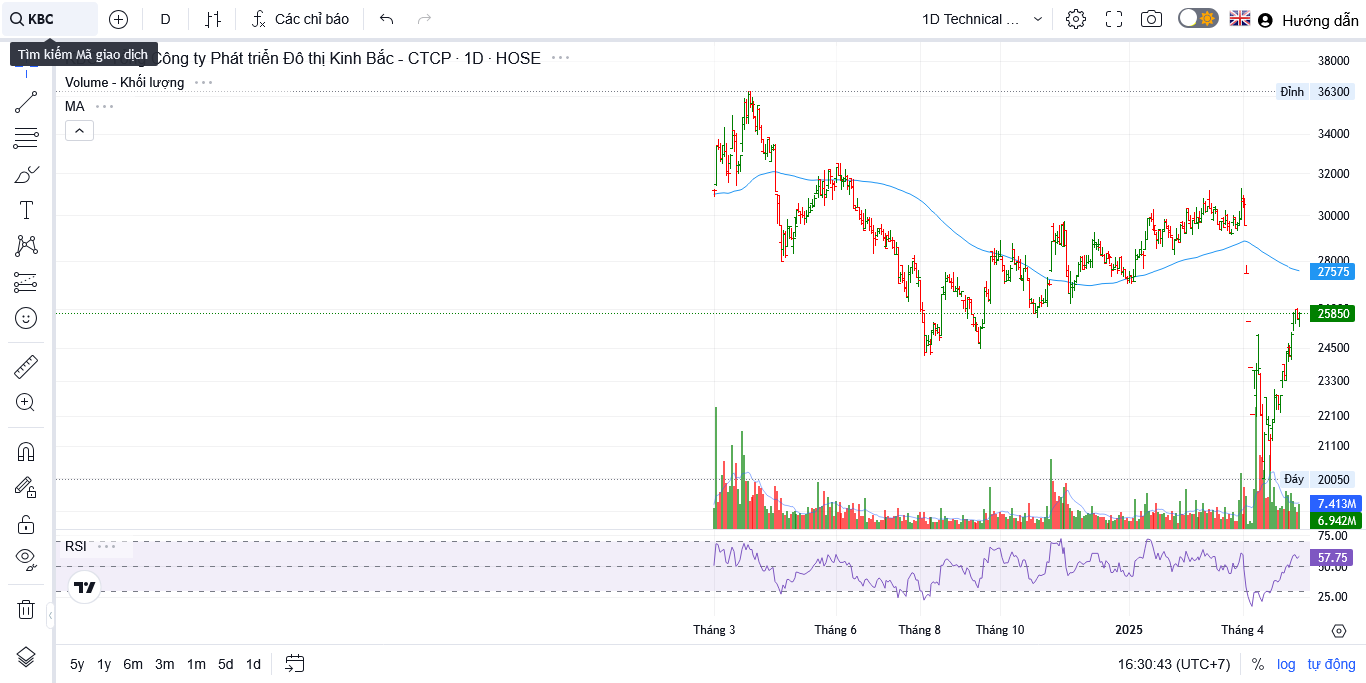 KBC
D
Các chỉ báo
1D Technical ...
Hướng dẫn
Tìm kiếm Mã giao dịch
Công ty Phát triển Đô thị Kinh Bắc - CTCP · 1D · HOSE
Volume - Khối lượng
MA
38000
Đỉnh 36300
34000
32000
30000
28000
27575
25850
24500
23300
22100
21100
Đáy 20050
7.413M
6.942M
RSI
75.00
57.75
50.00
25.00
Tháng 3 Tháng 6 Tháng 8 Tháng 10 2025 Tháng 4
5y 1y 6m 3m 1m 5d 1d
16:30:43 (UTC+7) % log tự động